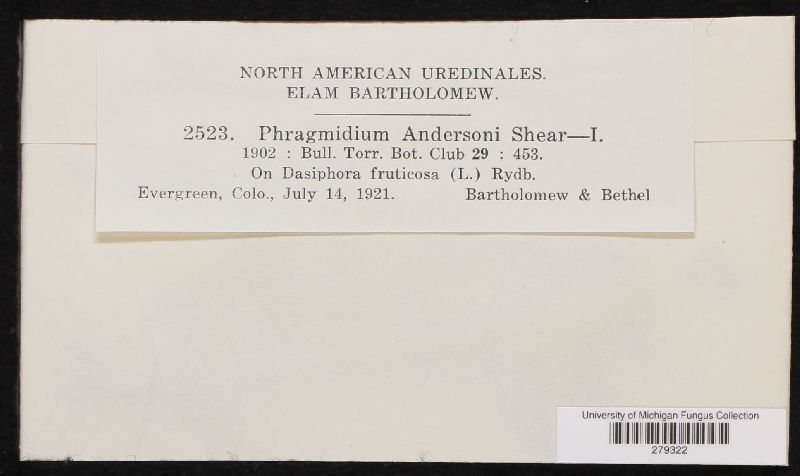 NORTH AMERICAN UREDINALES.
ELAM BARTHOLOMEW.
2523. Phragmidium Andersoni Shear—I.
1902 : Bull. Torr. Bot. Club 29 : 453.
On Dasiphora fruticosa (L.) Rydb.
Evergreen, Colo., July 14, 1921. Bartholomew & Bethel
University of Michigan Fungus Collection
279322